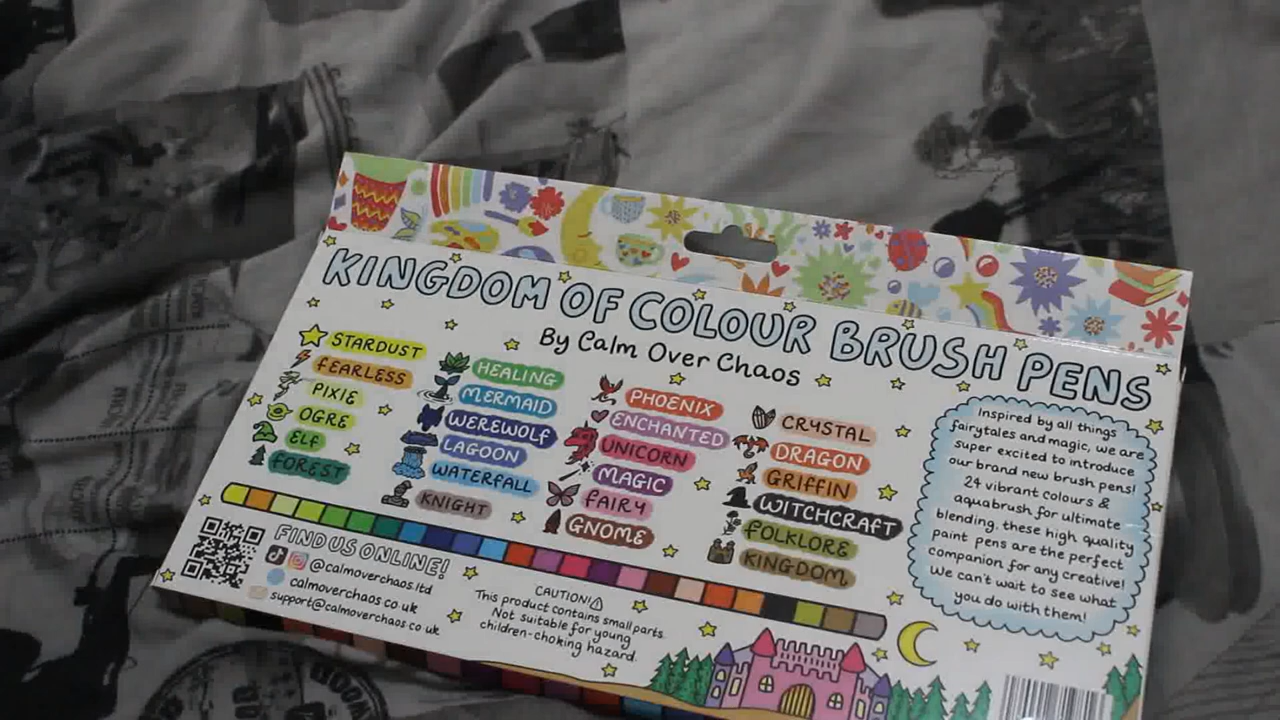 KINGDOM OF COLOUR BRUSH PENS
By Calm Over Chaos
STARDUST
FEARLESS
PIXIE
OGRE
ELF
FOREST
HEALING
MERMAID
WEREWOLF
LAGOON
WATERFALL
KNIGHT
PHOENIX
ENCHANTED
UNICORN
MAGIC
FAIRY
GNOME
CRYSTAL
DRAGON
GRIFFIN
WITCHCRAFT
FOLKLORE
KINGDOM
Inspired by all things
fairytales and magic, we are
super excited to introduce
our brand new brush pens!
24 vibrant colours &
aquabrush for ultimate
blending, these high quality
paint pens are the perfect
companion for any creative!
We can't wait to see what
you do with them!
FIND US ONLINE!
@calmoverchaos.ltd
calmoverchaos.co.uk
support@calmoverchaos.co.uk
CAUTION!
This product contains small parts.
Not suitable for young
children-choking hazard.